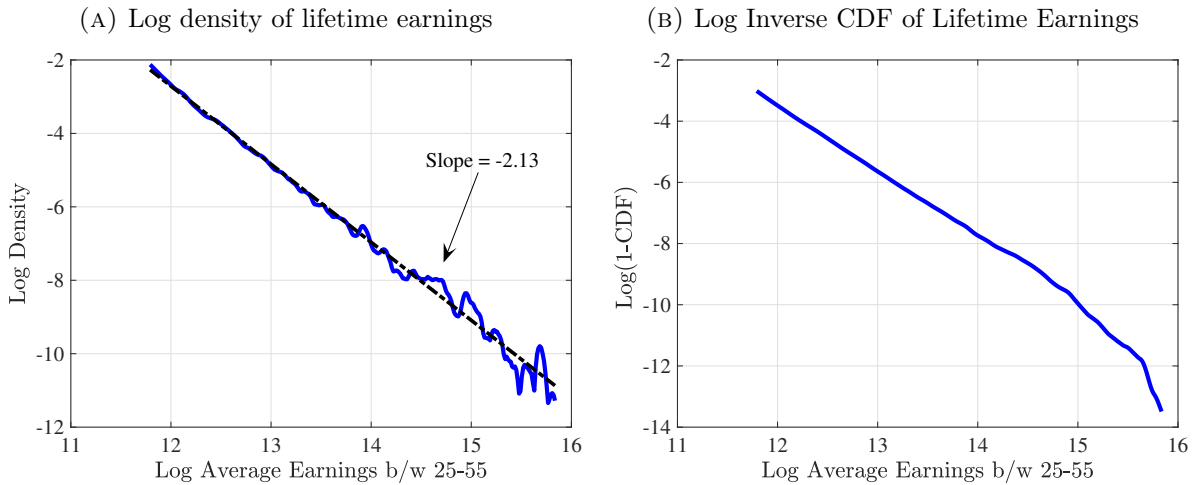 (A) Log density of lifetime earnings
-2
-4
-6
-8
-10
-12
Log Density
Slope = -2.13
11 12 13 14 15 16
Log Average Earnings b/w 25-55
(B) Log Inverse CDF of Lifetime Earnings
-2
-4
-6
-8
-10
-12
-14
Log(1-CDF)
11 12 13 14 15 16
Log Average Earnings b/w 25-55